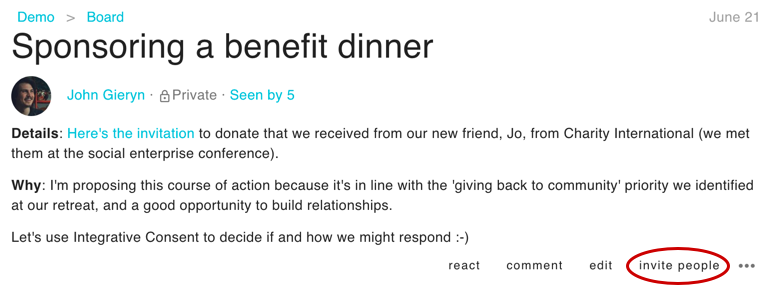 Demo > Board June 21
Sponsoring a benefit dinner
John Gieryn · Private · Seen by 5
Details: Here's the invitation to donate that we received from our new friend, Jo, from Charity International (we met
them at the social enterprise conference).
Why: I'm proposing this course of action because it's in line with the 'giving back to community' priority we identified
at our retreat, and a good opportunity to build relationships.
Let's use Integrative Consent to decide if and how we might respond :-)
react comment edit invite people •••